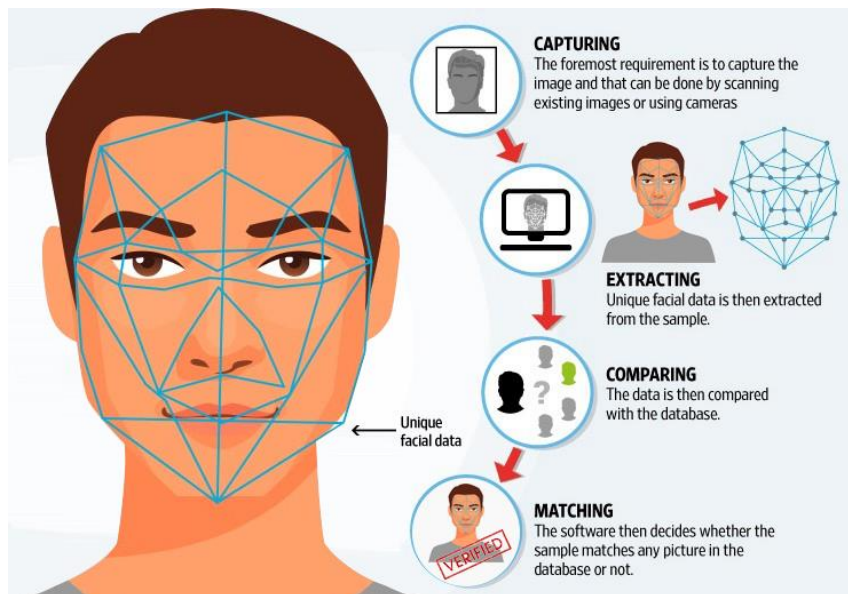 CAPTURING
The foremost requirement is to capture the
image and that can be done by scanning
existing images or using cameras
EXTRACTING
Unique facial data is then extracted
from the sample.
?
COMPARING
The data is then compared
with the database.
Unique
facial data
MATCHING
The software then decides whether the
sample matches any picture in the
database or not.
VERIFIED